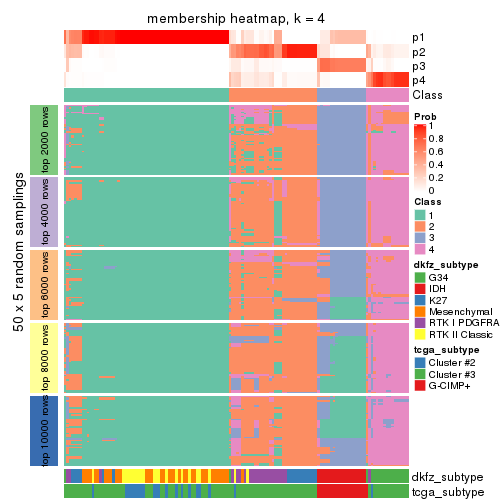 membership heatmap, k = 4
p1
p2
p3
p4
Class
50 x 5 random samplings
top 2000 rows
top 4000 rows
top 6000 rows
top 8000 rows
top 10000 rows
Prob
1
0.8
0.6
0.4
0.2
0
Class
1
2
3
4
dkfz_subtype
G34
IDH
K27
Mesenchymal
RTK I PDGFRA
RTK II Classic
tcga_subtype
Cluster #2
Cluster #3
G-CIMP+
dkfz_subtype
tcga_subtype